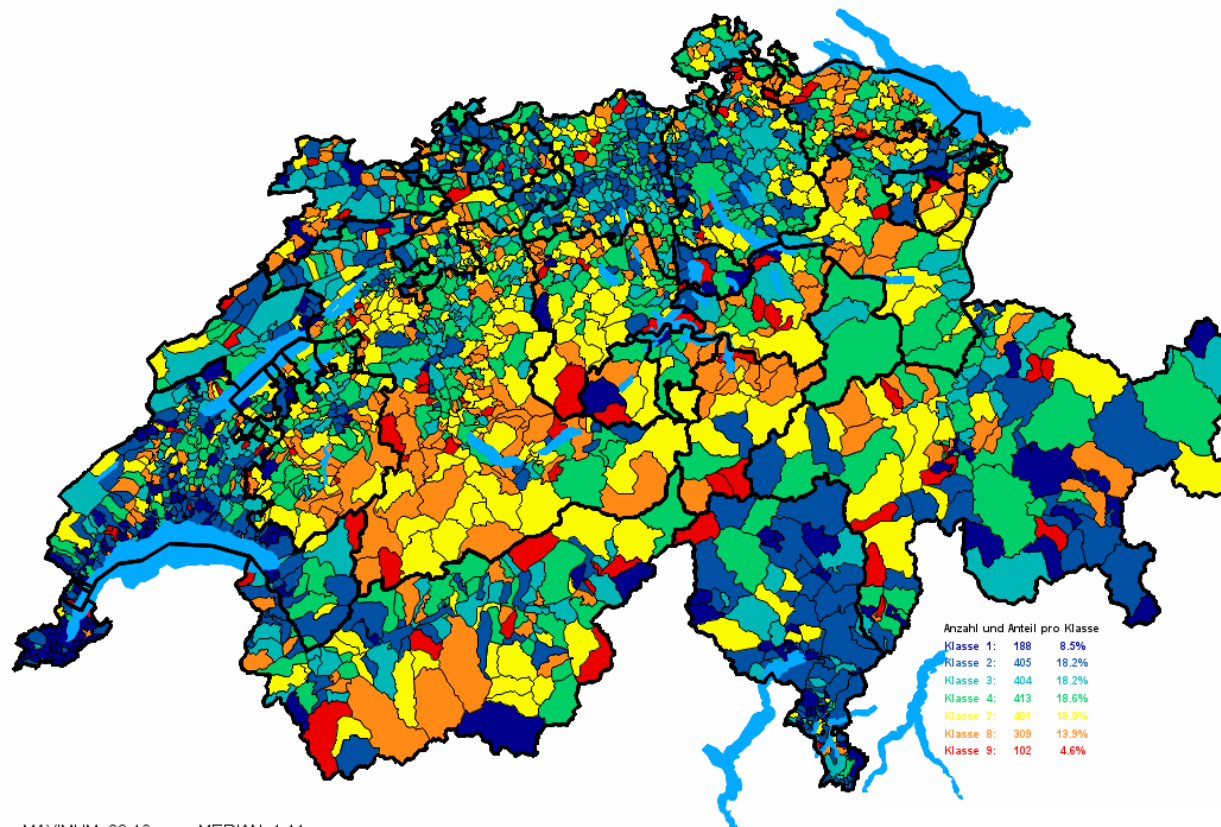 Anzahl und Anteil pro Klasse
Klasse 1: 188 8.5%
Klasse 2: 405 18.2%
Klasse 3: 404 18.2%
Klasse 4: 413 18.6%
Klasse 7: 401 18.0%
Klasse 8: 309 13.9%
Klasse 9: 102 4.6%
MAXIMUM MEDIAN